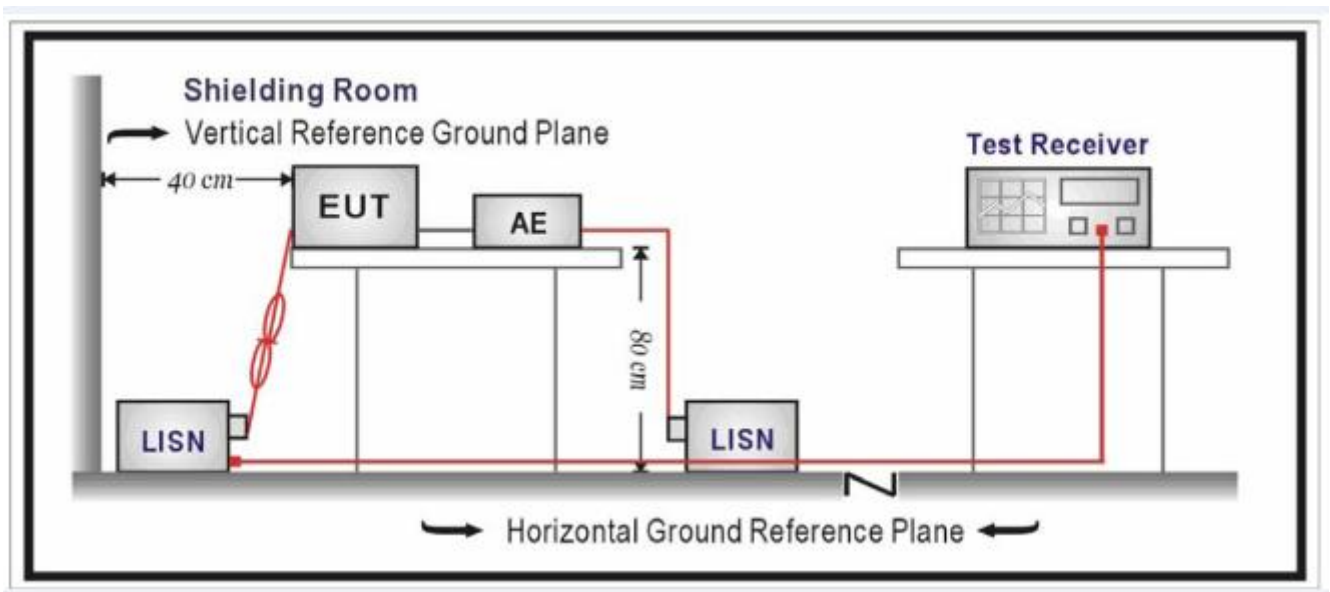 Shielding Room
Vertical Reference Ground Plane
Test Receiver
40 cm
EUT
AE
80 cm
LISN
LISN
Horizontal Ground Reference Plane